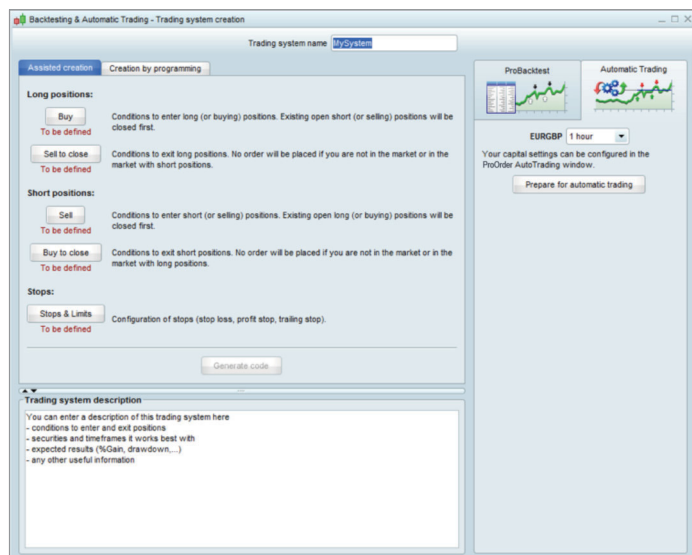 Backtesting & Automatic Trading - Trading system creation
Trading system name MySystem
Assisted creation
Creation by programming
Long positions:
Buy
To be defined
Conditions to enter long (or buying) positions. Existing open short (or selling) positions will be
closed first.
Sell to close
To be defined
Conditions to exit long positions. No order will be placed if you are not in the market or in the
market with short positions.
Short positions:
Sell
To be defined
Conditions to enter short (or selling) positions. Existing open long (or buying) positions will be
closed first.
Buy to close
To be defined
Conditions to exit short positions. No order will be placed if you are not in the market or in the
market with long positions.
Stops:
Stops & Limits
To be defined
Configuration of stops (stop loss, profit stop, trailing stop).
Generate code
Trading system description
You can enter a description of this trading system here
- conditions to enter and exit positions
- securities and timeframes it works best with
- expected results (%Gain, drawdown,...)
- any other useful information
ProBacktest
Automatic Trading
EURGBP 1 hour
Your capital settings can be configured in the
ProOrder AutoTrading window.
Prepare for automatic trading